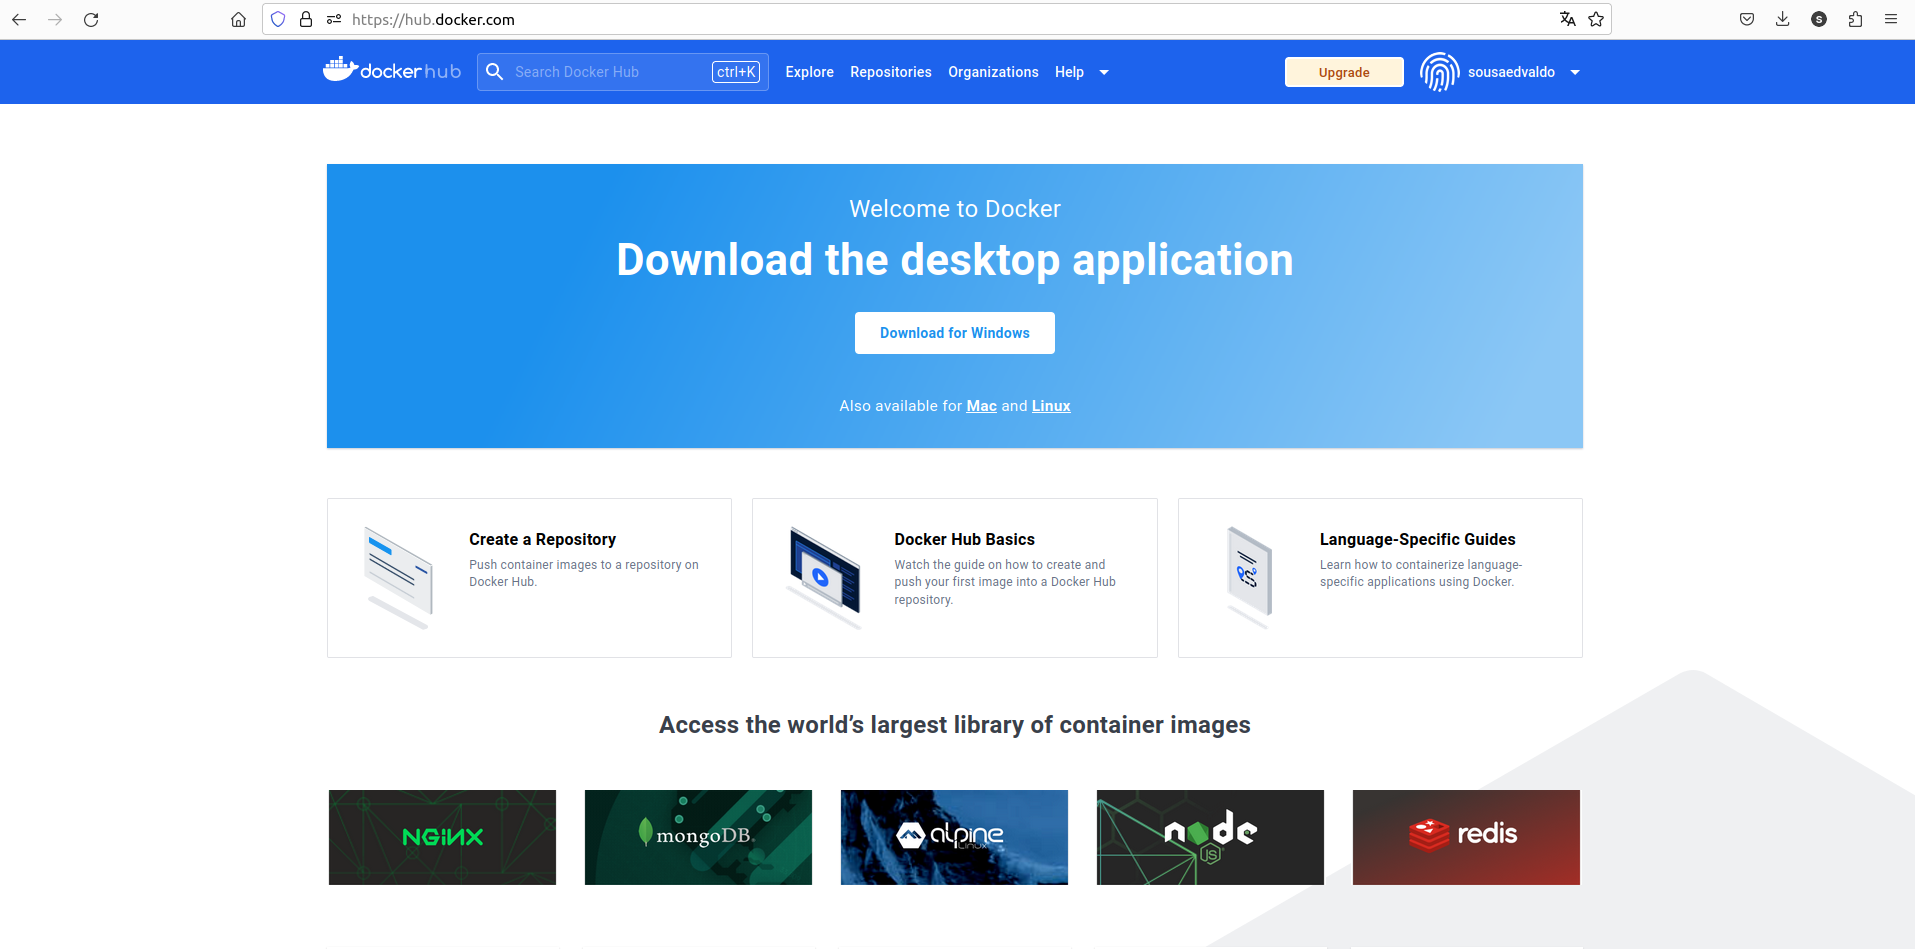 https://hub.docker.com
S
docker hub
Search Docker Hub
ctrl+K
Explore
Repositories
Organizations
Help
Upgrade
sousaedvaldo
Welcome to Docker
Download the desktop application
Download for Windows
Also available for Mac and Linux
Create a Repository
Push container images to a repository on
Docker Hub.
Docker Hub Basics
Watch the guide on how to create and
push your first image into a Docker Hub
repository.
Language-Specific Guides
Learn how to containerize language-
specific applications using Docker.
Access the world’s largest library of container images
NGINX
mongoDB.
alpine
Linux
node
JS
redis